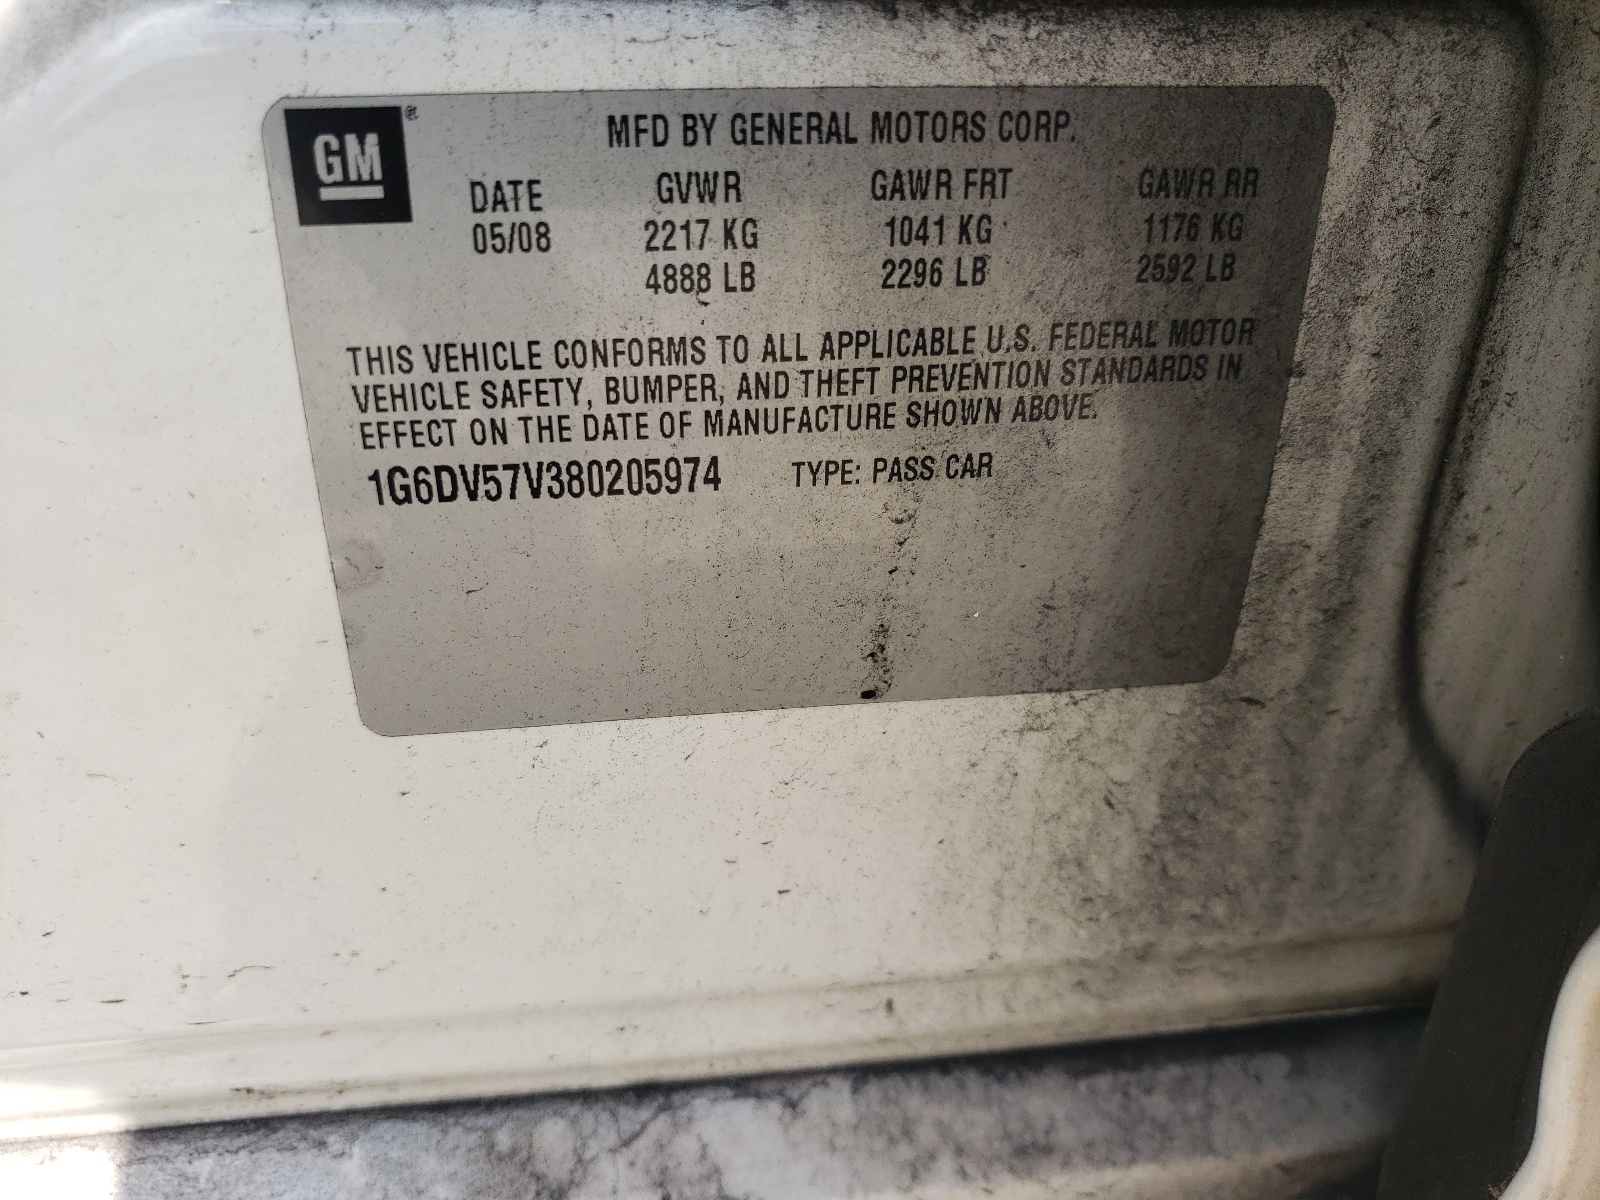 GM®
MFD BY GENERAL MOTORS CORP.
DATE GVWR GAWR FRT GAWR RR
05/08 2217 KG 1041 KG 1176 KG
4888 LB 2296 LB 2592 LB
THIS VEHICLE CONFORMS TO ALL APPLICABLE U.S. FEDERAL MOTOR
VEHICLE SAFETY, BUMPER, AND THEFT PREVENTION STANDARDS IN
EFFECT ON THE DATE OF MANUFACTURE SHOWN ABOVE.
1G6DV57V380205974 TYPE: PASS CAR